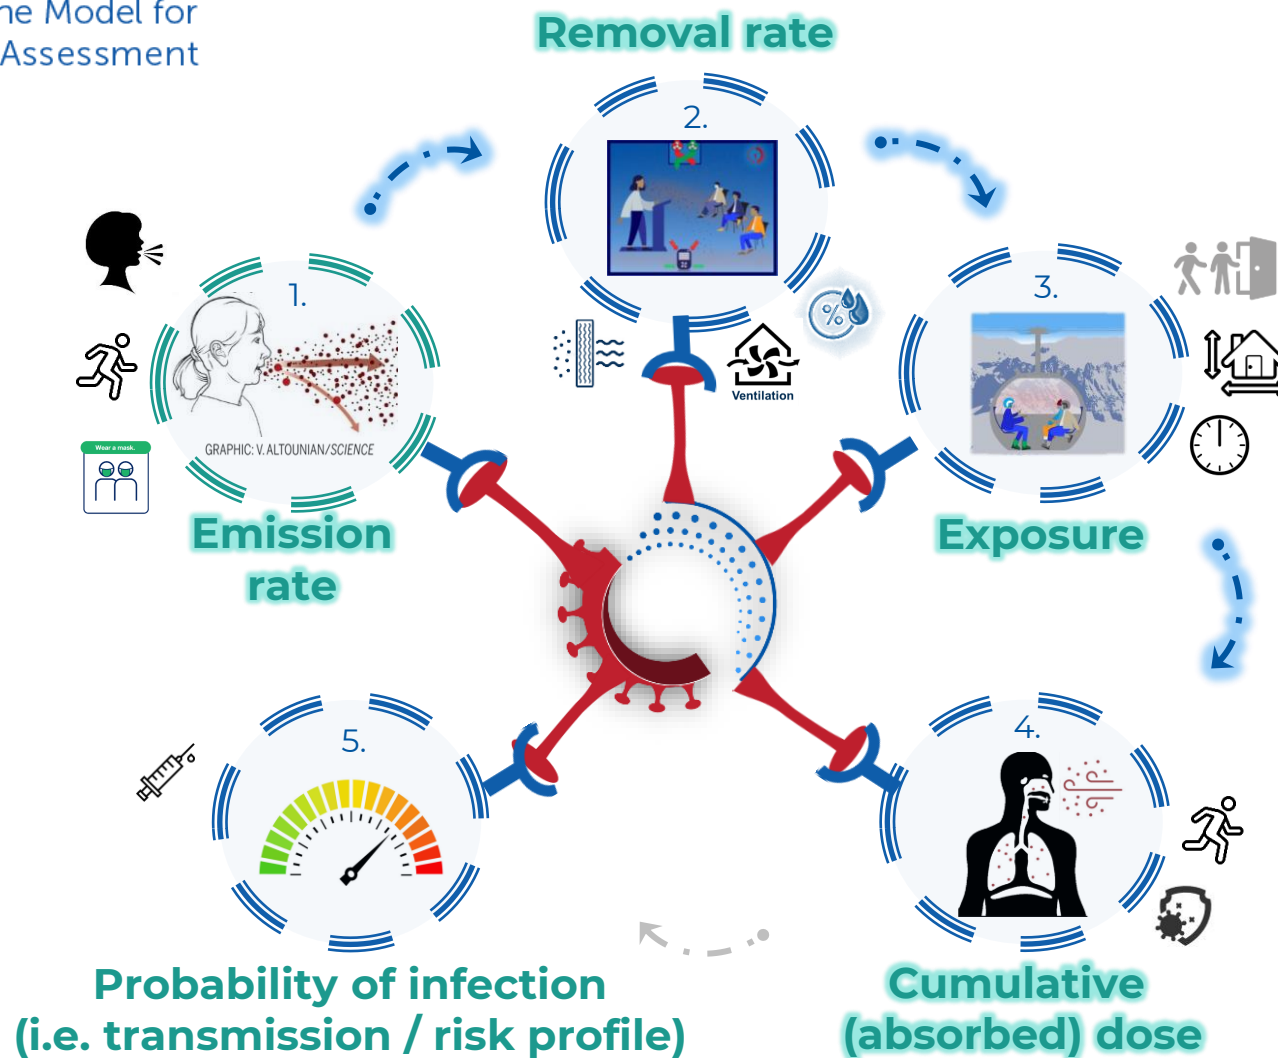 ne Model for
Assessment
Removal rate
2.
1.
GRAPHIC: V. ALTOUNIAN/SCIENCE
Wear a mask.
%
Ventilation
3.
Emission
rate
Exposure
5.
4.
Probability of infection
(i.e. transmission / risk profile)
Cumulative
(absorbed) dose